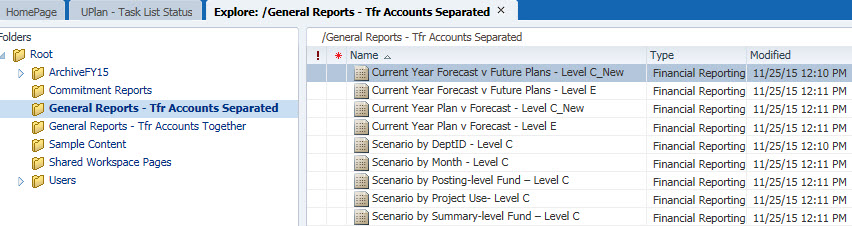 HomePage UPlan - Task List Status Explore: /General Reports - Tfr Accounts Separated ×
Folders /General Reports - Tfr Accounts Separated
Root ! * Name Type Modified
ArchiveFY15 Current Year Forecast v Future Plans - Level C_New Financial Reporting 11/25/15 12:10 PM
Commitment Reports Current Year Forecast v Future Plans - Level E Financial Reporting 11/25/15 12:11 PM
General Reports - Tfr Accounts Separated Current Year Plan v Forecast - Level C_New Financial Reporting 11/25/15 12:11 PM
General Reports - Tfr Accounts Together Current Year Plan v Forecast - Level E Financial Reporting 11/25/15 12:11 PM
Sample Content Scenario by DeptID - Level C Financial Reporting 11/25/15 12:10 PM
Shared Workspace Pages Scenario by Month - Level C Financial Reporting 11/25/15 12:11 PM
Users Scenario by Posting-level Fund – Level C Financial Reporting 11/25/15 12:11 PM
Scenario by Project Use- Level C Financial Reporting 11/25/15 12:11 PM
Scenario by Summary-level Fund – Level C Financial Reporting 11/25/15 12:11 PM